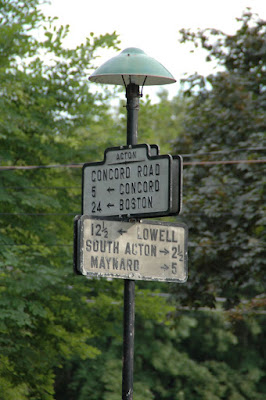 ACTON
CONCORD ROAD
5 ← CONCORD
24 ← BOSTON
12½ ← LOWELL
SOUTH ACTON → 2½
MAYNARD → 5